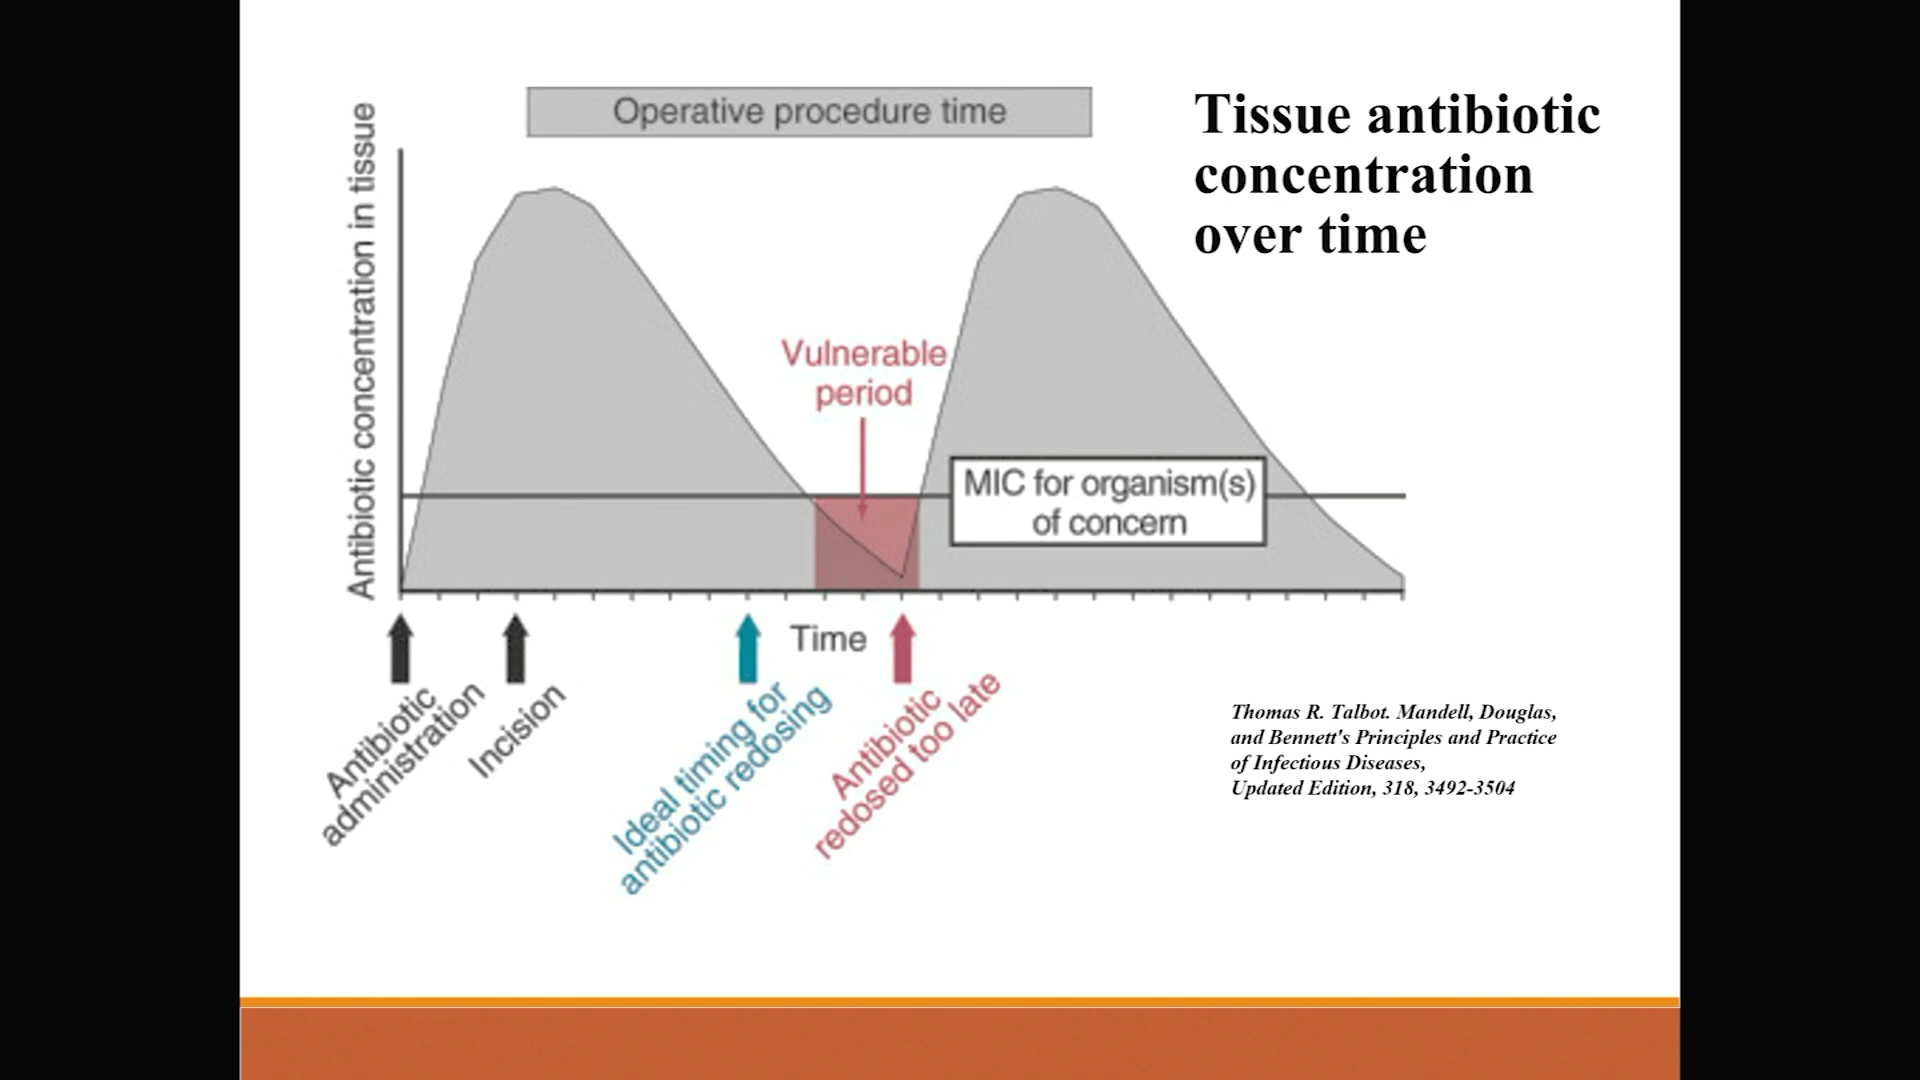 Operative procedure time
Tissue antibiotic
concentration
over time
Antibiotic concentration in tissue
Vulnerable
period
MIC for organism(s)
of concern
Time
Antibiotic
administration
Incision
Ideal timing for
antibiotic redosing
Antibiotic
redosed too late
Thomas R. Talbot. Mandell, Douglas,
and Bennett's Principles and Practice
of Infectious Diseases,
Updated Edition, 318, 3492-3504